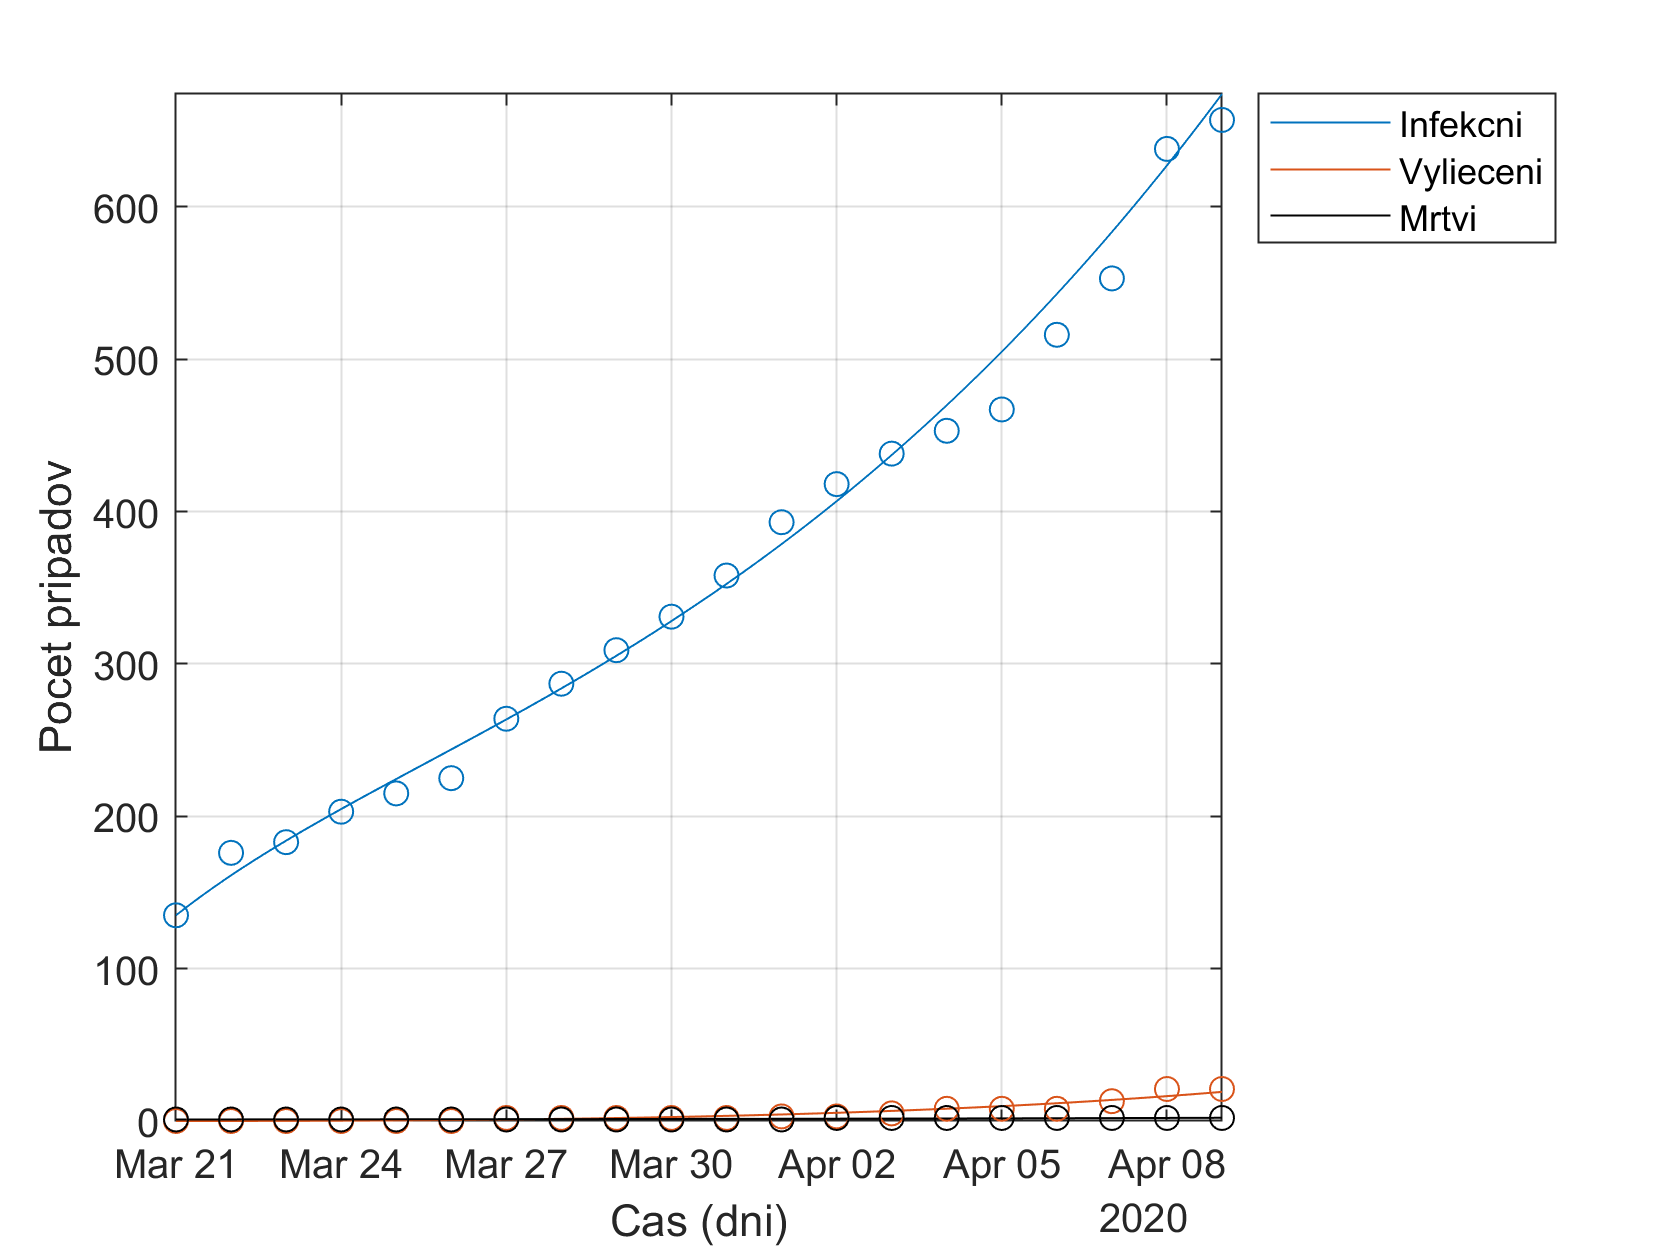 Infekcni
Vylieceni
Mrtvi
600
500
400
300
200
100
0
Pocet pripadov
Mar 21
Mar 24
Mar 27
Mar 30
Apr 02
Apr 05
Apr 08
2020
Cas (dni)